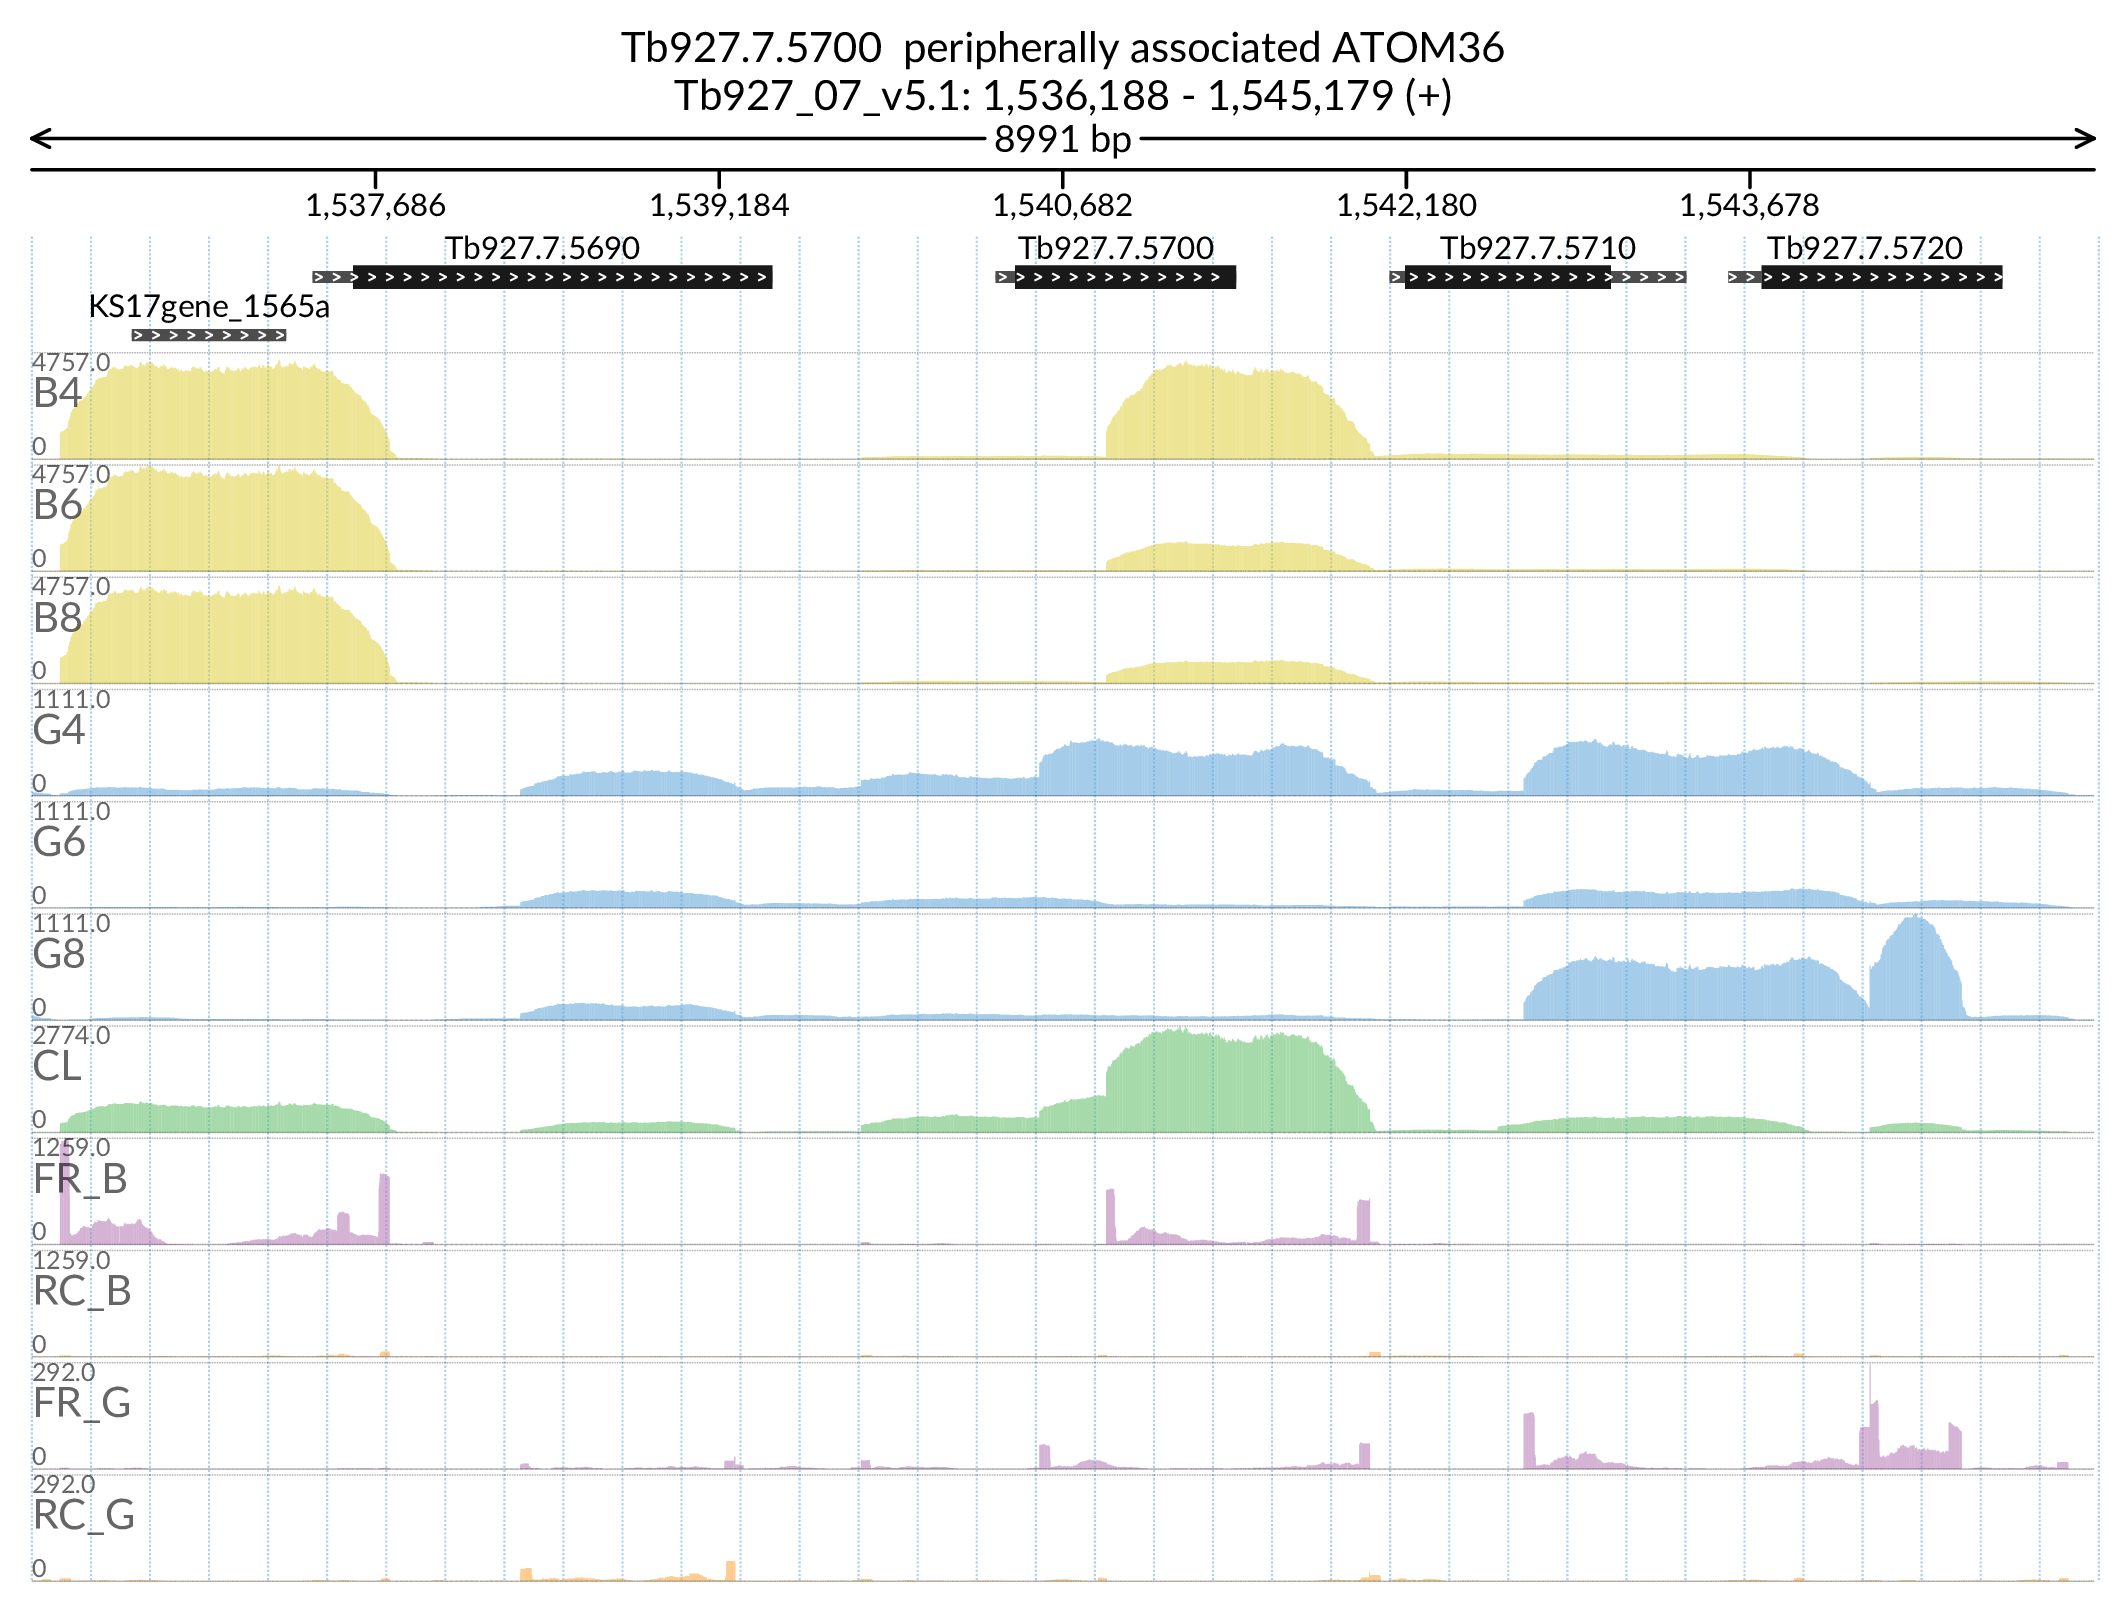 Tb927.7.5700 peripherally associated ATOM36
Tb927_07_v5.1: 1,536,188 - 1,545,179 (+)
8991 bp
1,537,686 1,539,184 1,540,682 1,542,180 1,543,678
Tb927.7.5690 Tb927.7.5700 Tb927.7.5710 Tb927.7.5720
KS17gene_1565a
4757.0
B4
0
4757.0
B6
0
4757.0
B8
0
1111.0
G4
0
1111.0
G6
0
1111.0
G8
0
2774.0
CL
0
1259.0
FR_B
0
1259.0
RC_B
0
292.0
FR_G
0
292.0
RC_G
0